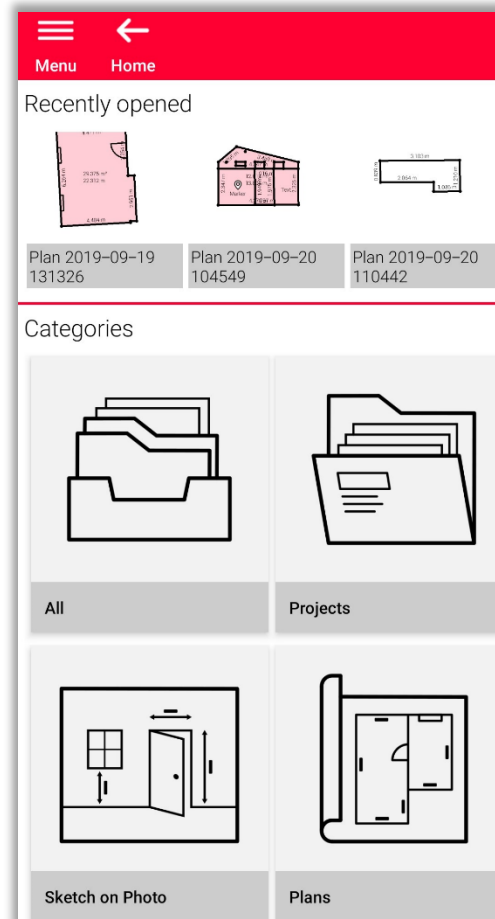 Menu Home
Recently opened
Plan 2019–09–19
131326
Plan 2019–09–20
104549
Plan 2019–09–20
110442
Categories
All
Projects
Sketch on Photo
Plans